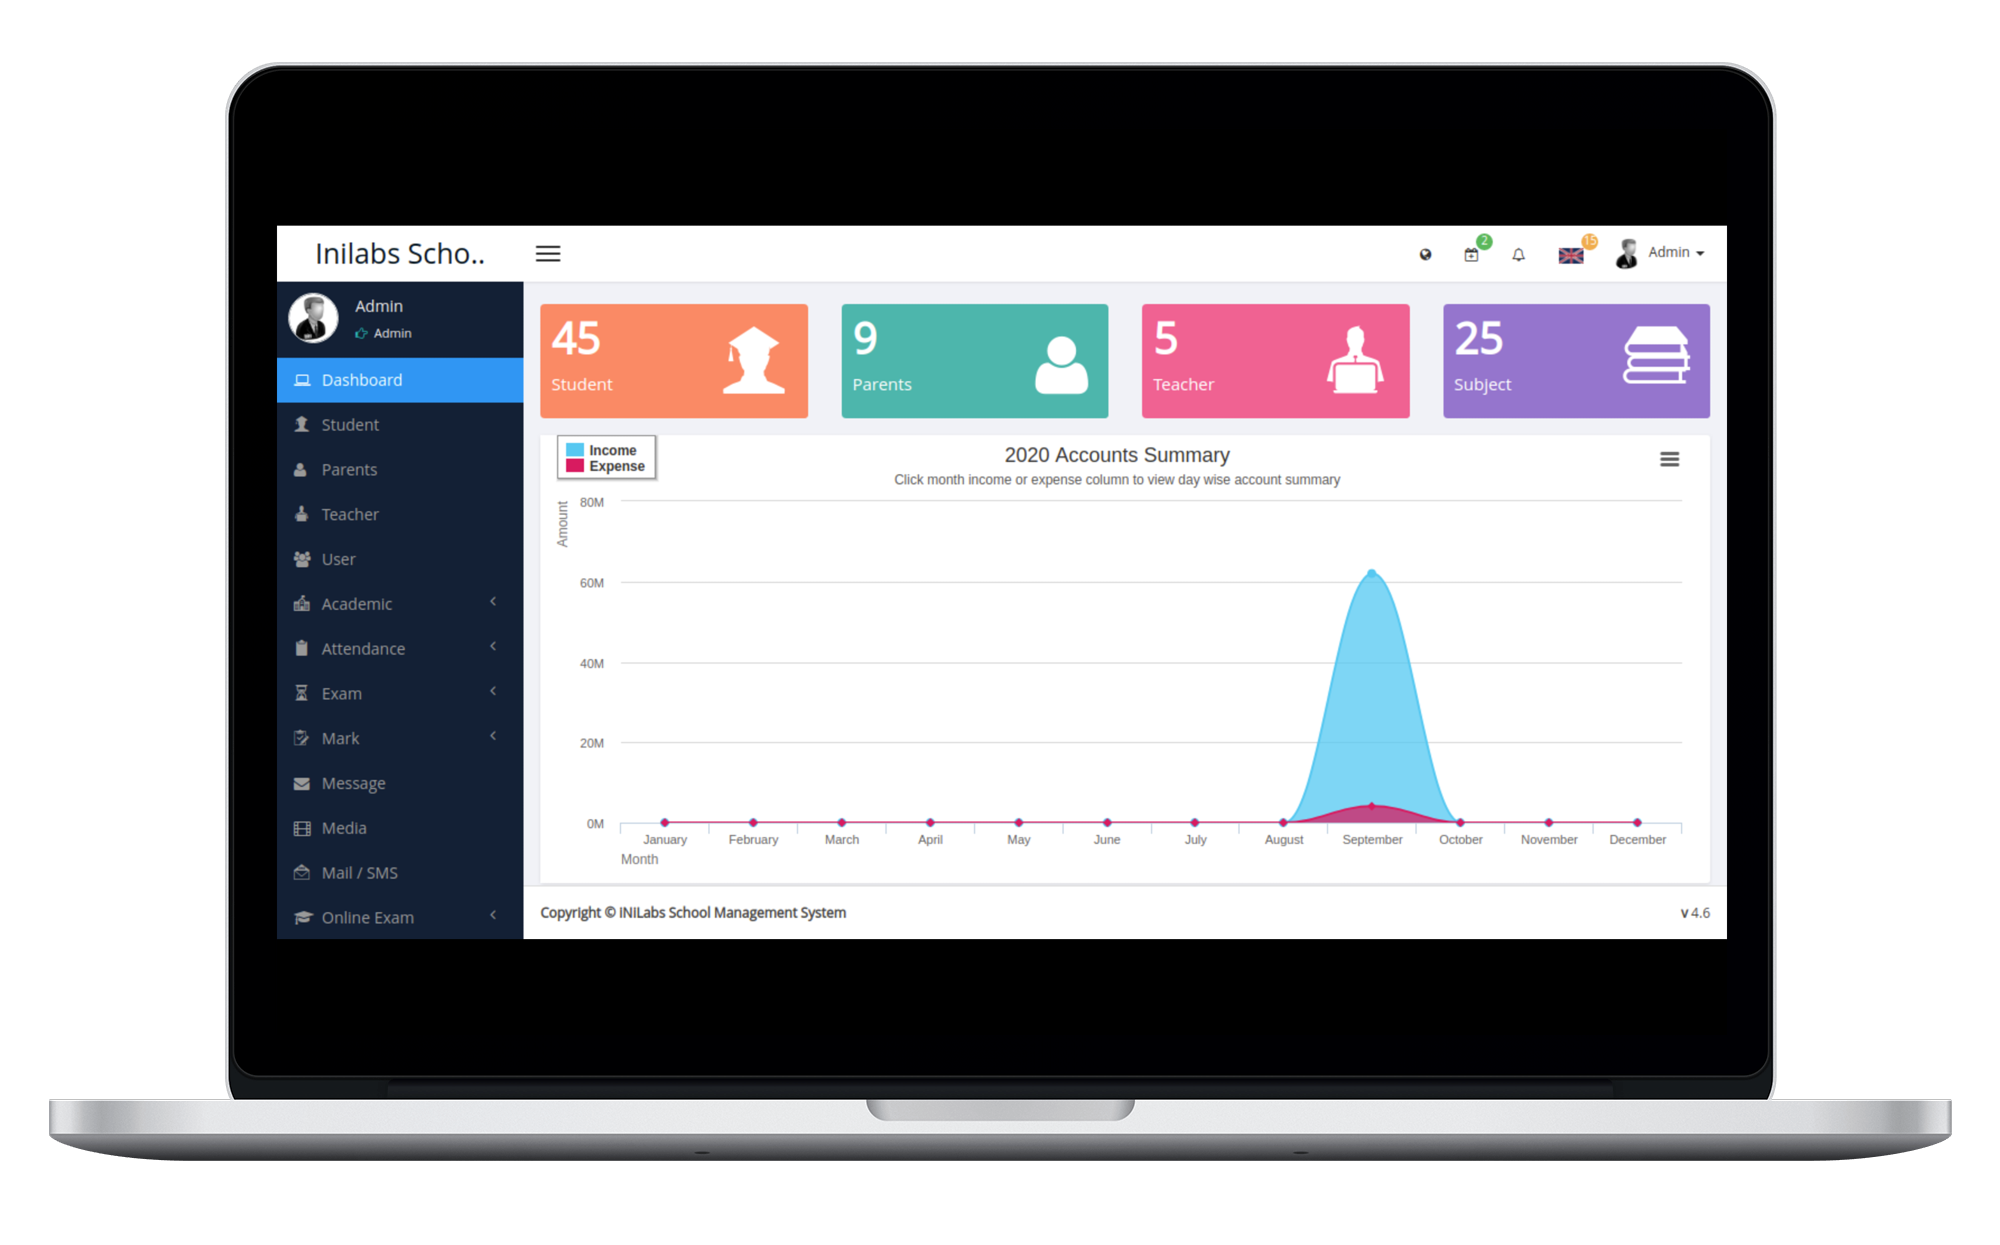 Inilabs Scho..
2
15
Admin
Admin
Admin
Dashboard
Student
Parents
Teacher
User
Academic
Attendance
Exam
Mark
Message
Media
Mail / SMS
Online Exam
45
Student
9
Parents
5
Teacher
25
Subject
Income
Expense
2020 Accounts Summary
Click month income or expense column to view day wise account summary
Amount
80M
60M
40M
20M
0M
January February March April May June July August September October November December
Month
Copyright © INILabs School Management System
v 4.6